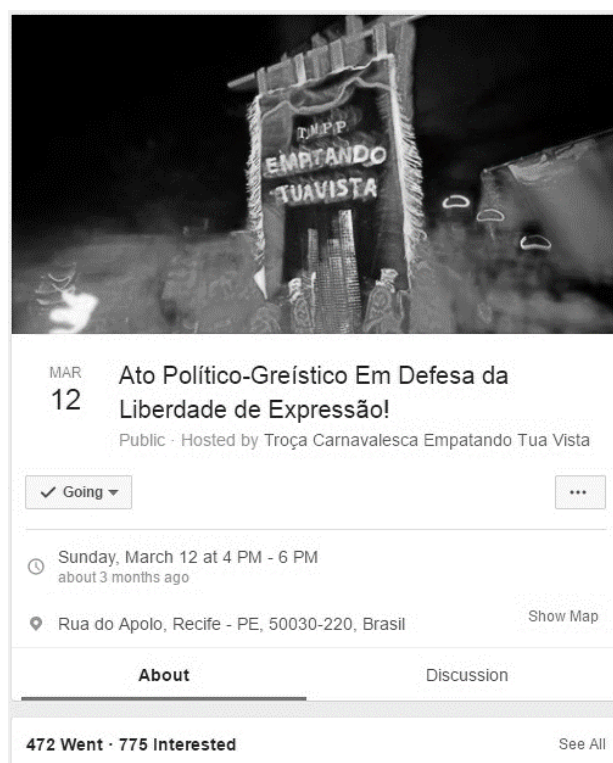 T.M.P.P.
EMPATANDO
TUAVISTA
MAR
12
Ato Político-Greístico Em Defesa da
Liberdade de Expressão!
Public · Hosted by Troça Carnavalesca Empatando Tua Vista
Going
Sunday, March 12 at 4 PM - 6 PM
about 3 months ago
Rua do Apolo, Recife - PE, 50030-220, Brasil
Show Map
About
Discussion
472 Went · 775 Interested
See All